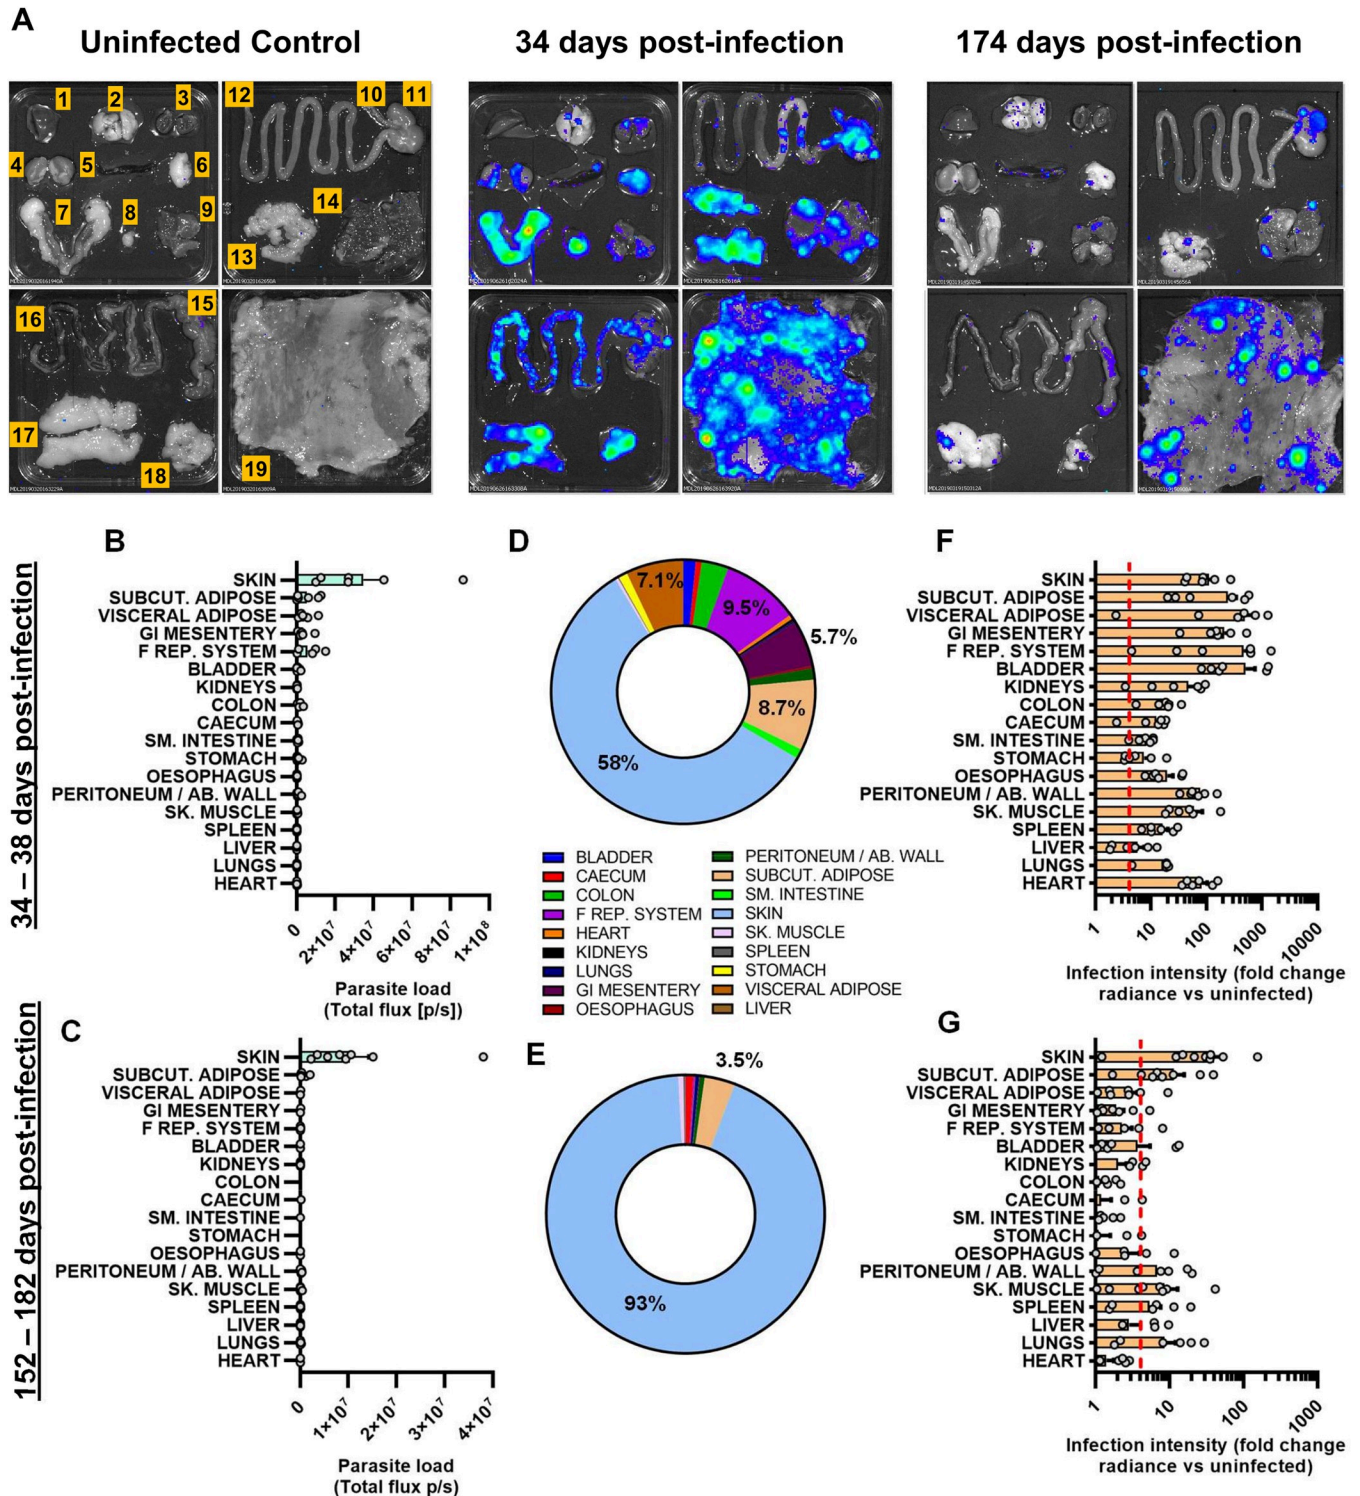 A
Uninfected Control
34 days post-infection
174 days post-infection
1
2
3
4
5
6
7
8
9
10
11
12
13
14
15
16
17
18
19
34 – 38 days post-infection
B
SKIN
SUBCUT. ADIPOSE
VISCERAL ADIPOSE
GI MESENTERY
F REP. SYSTEM
BLADDER
KIDNEYS
COLON
CAECUM
SM. INTESTINE
STOMACH
OESOPHAGUS
PERITONEUM / AB. WALL
SK. MUSCLE
SPLEEN
LIVER
LUNGS
HEART
0
2×10⁷
4×10⁷
6×10⁷
8×10⁷
1×10⁸
Parasite load
(Total flux [p/s])
D
7.1%
9.5%
5.7%
8.7%
58%
BLADDER
CAECUM
COLON
F REP. SYSTEM
HEART
KIDNEYS
LUNGS
GI MESENTERY
OESOPHAGUS
PERITONEUM / AB. WALL
SUBCUT. ADIPOSE
SM. INTESTINE
SKIN
SK. MUSCLE
SPLEEN
STOMACH
VISCERAL ADIPOSE
LIVER
F
SKIN
SUBCUT. ADIPOSE
VISCERAL ADIPOSE
GI MESENTERY
F REP. SYSTEM
BLADDER
KIDNEYS
COLON
CAECUM
SM. INTESTINE
STOMACH
OESOPHAGUS
PERITONEUM / AB. WALL
SK. MUSCLE
SPLEEN
LIVER
LUNGS
HEART
1
10
100
1000
10000
Infection intensity (fold change
radiance vs uninfected)
152 – 182 days post-infection
C
SKIN
SUBCUT. ADIPOSE
VISCERAL ADIPOSE
GI MESENTERY
F REP. SYSTEM
BLADDER
KIDNEYS
COLON
CAECUM
SM. INTESTINE
STOMACH
OESOPHAGUS
PERITONEUM / AB. WALL
SK. MUSCLE
SPLEEN
LIVER
LUNGS
HEART
0
1×10⁷
2×10⁷
3×10⁷
4×10⁷
Parasite load
(Total flux p/s)
E
3.5%
93%
G
SKIN
SUBCUT. ADIPOSE
VISCERAL ADIPOSE
GI MESENTERY
F REP. SYSTEM
BLADDER
KIDNEYS
COLON
CAECUM
SM. INTESTINE
STOMACH
OESOPHAGUS
PERITONEUM / AB. WALL
SK. MUSCLE
SPLEEN
LIVER
LUNGS
HEART
1
10
100
1000
Infection intensity (fold change
radiance vs uninfected)